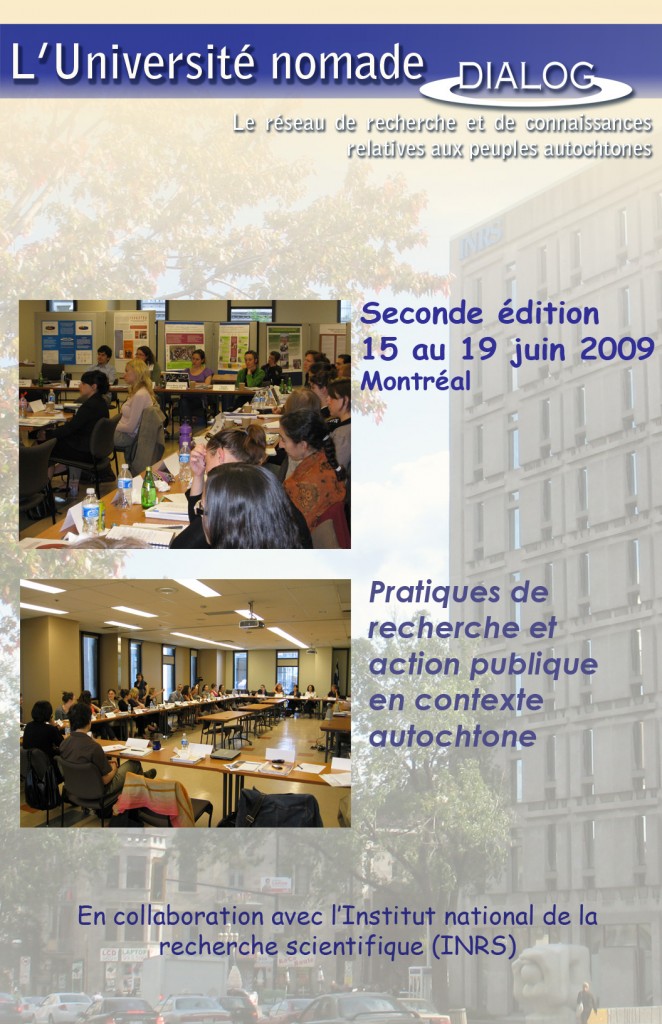 L'Université nomade DIALOG
Le réseau de recherche et de connaissances
relatives aux peuples autochtones
INRS
Seconde édition
15 au 19 juin 2009
Montréal
Pratiques de
recherche et
action publique
en contexte
autochtone
En collaboration avec l'Institut national de la
recherche scientifique (INRS)